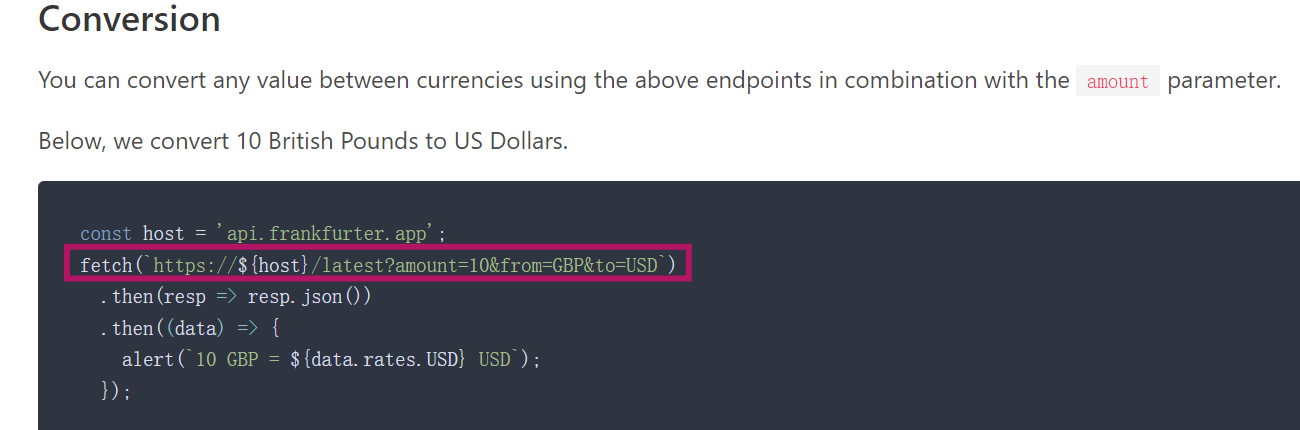 Conversion
You can convert any value between currencies using the above endpoints in combination with the amount parameter.
Below, we convert 10 British Pounds to US Dollars.
const host = 'api.frankfurter.app';
fetch(`https://${host}/latest?amount=10&from=GBP&to=USD`)
  .then(resp => resp.json())
  .then((data) => {
    alert(`10 GBP = ${data.rates.USD} USD`);
  });